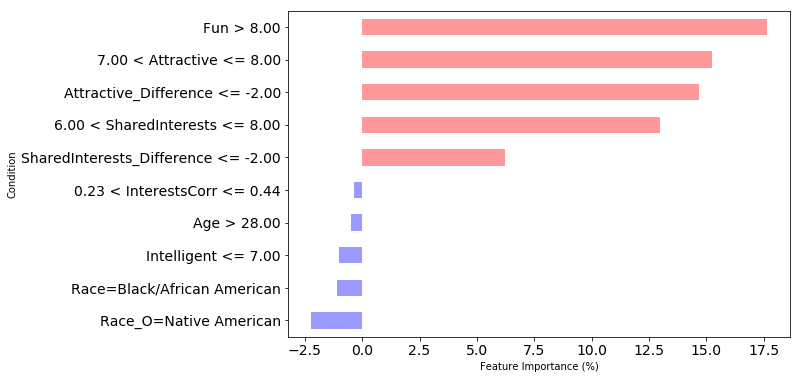 Fun > 8.00
7.00 < Attractive <= 8.00
Attractive_Difference <= -2.00
6.00 < SharedInterests <= 8.00
SharedInterests_Difference <= -2.00
0.23 < InterestsCorr <= 0.44
Age > 28.00
Intelligent <= 7.00
Race=Black/African American
Race_O=Native American
Condition
−2.5 0.0 2.5 5.0 7.5 10.0 12.5 15.0 17.5
Feature Importance (%)